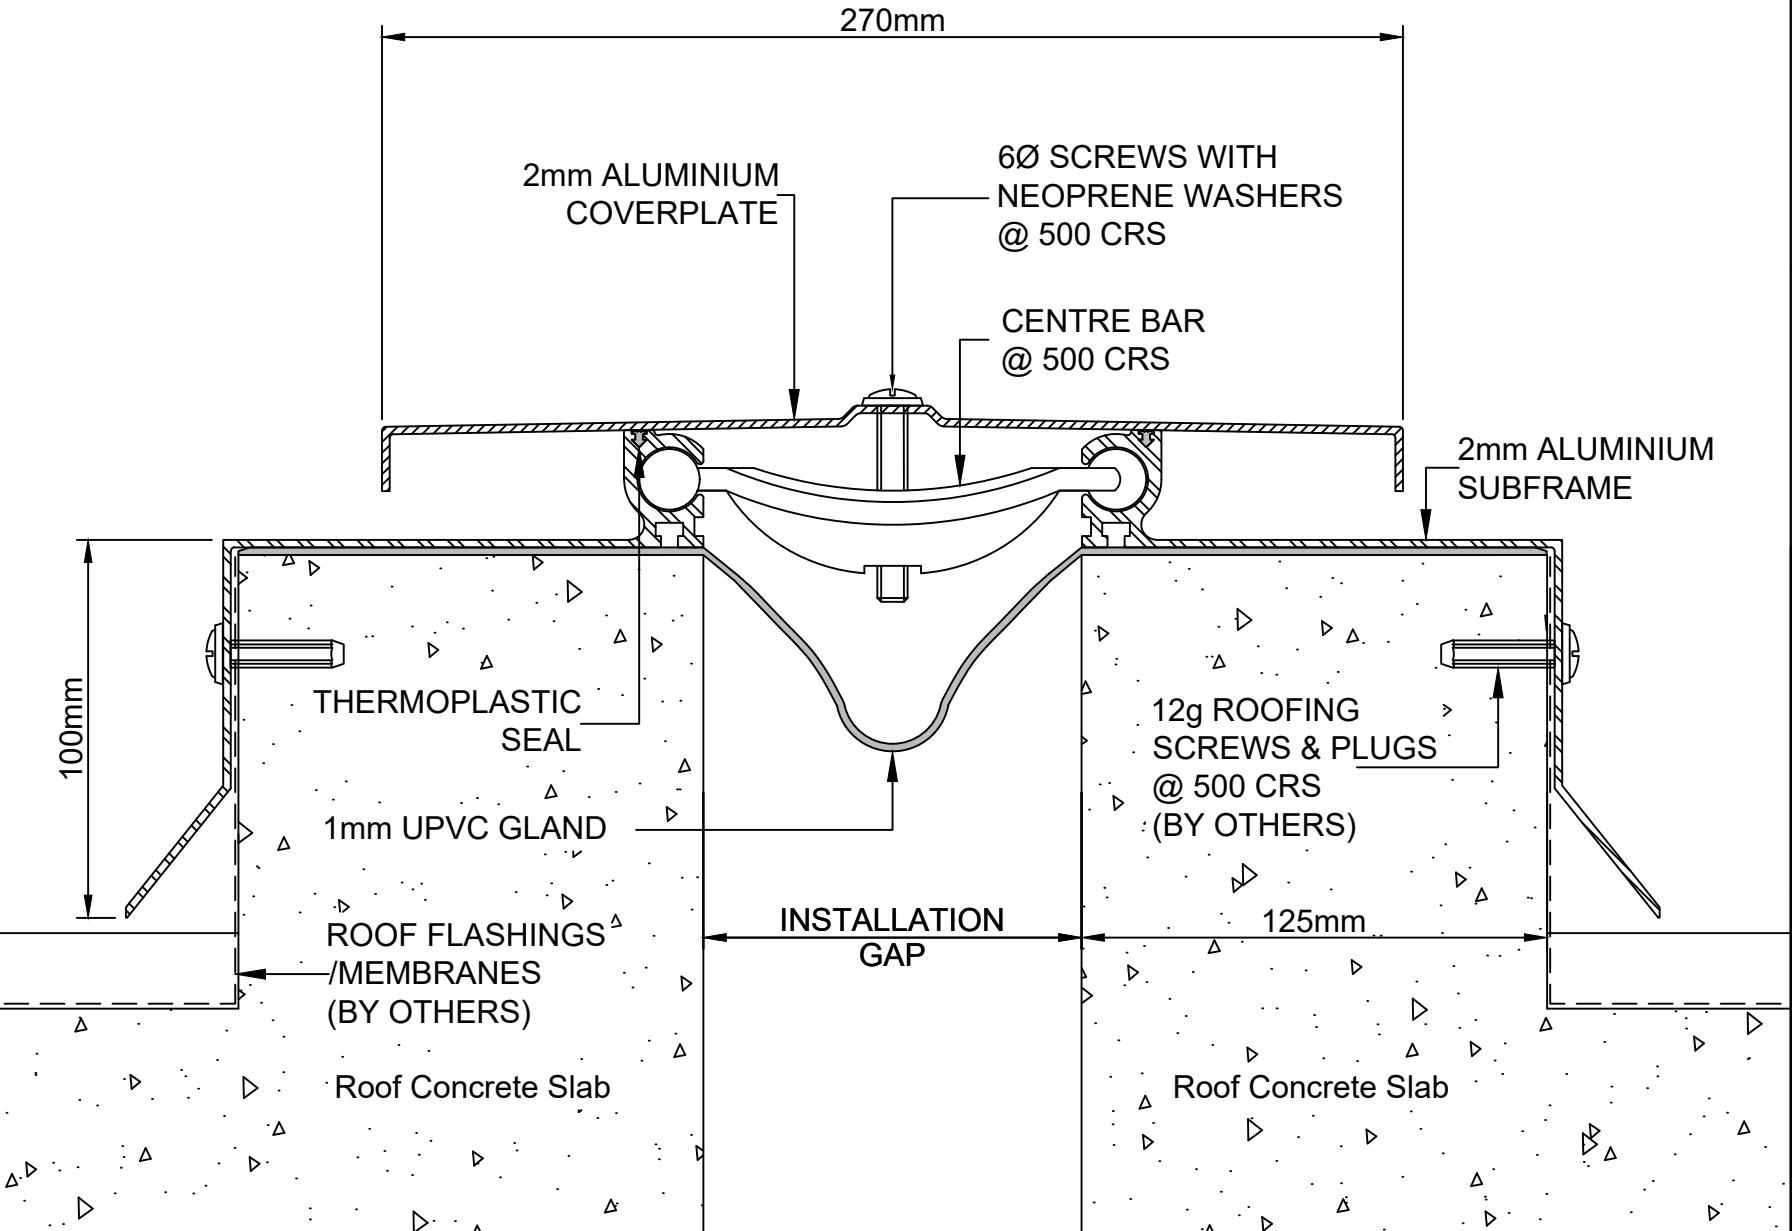 270mm
2mm ALUMINIUM
COVERPLATE
6Ø SCREWS WITH
NEOPRENE WASHERS
@ 500 CRS
CENTRE BAR
@ 500 CRS
2mm ALUMINIUM
SUBFRAME
100mm
THERMOPLASTIC
SEAL
12g ROOFING
SCREWS & PLUGS
@ 500 CRS
(BY OTHERS)
1mm UPVC GLAND
INSTALLATION
GAP
125mm
ROOF FLASHINGS
/MEMBRANES
(BY OTHERS)
Roof Concrete Slab
Roof Concrete Slab